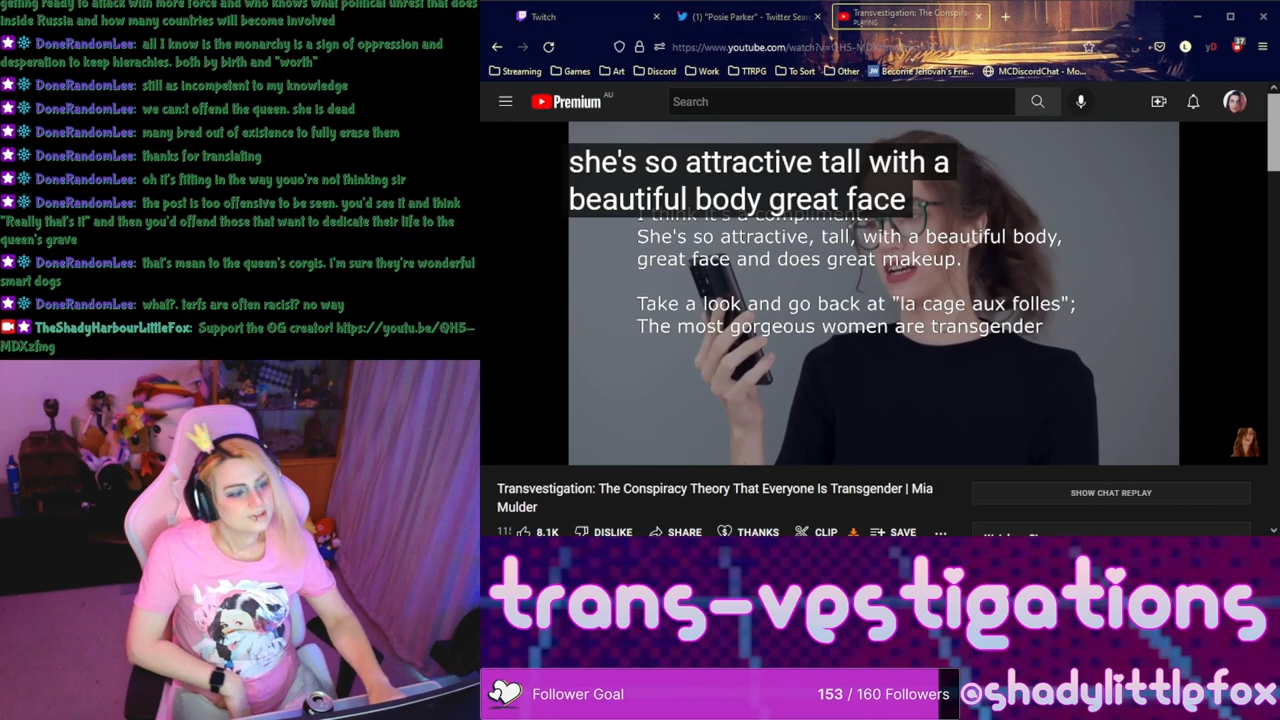 getting ready to attack with more force and who knows what political unrest that does
inside Russia and how many countries will become involved
DoneRandomLee: all I know is the monarchy is a sign of oppression and
desperation to keep hierachies. both by birth and "worth"
DoneRandomLee: still as incompetent to my knowledge
DoneRandomLee: we can:t offend the queen. she is dead
DoneRandomLee: many bred out of existence to fully erase them
DoneRandomLee: thanks for translating
DoneRandomLee: oh it's fitting in the way youo're not thinking sir
DoneRandomLee: the post is too offensive to be seen. you'd see it and think
"Really that's it" and then you'd offend those that want to dedicate their life to the
queen's grave
DoneRandomLee: that's mean to the queen's corgis. i'm sure they're wonderful
smart dogs
DoneRandomLee: what?. terfs are often racist? no way
TheShadyHarbourLittleFox: Support the OG creator! https://youtu.be/QH5-
MDXzfmg
Twitch
(1) "Posie Parker" - Twitter Sear
Transvestigation: The Conspirac
PLAYING
https://www.youtube.com/watch?v=QH5-MD
37
Streaming
Games
Art
Discord
Work
TTRPG
To Sort
Other
Become Jehovah's Frie...
MCDiscordChat - Mo...
Premium AU
Search
she's so attractive tall with a
beautiful body great face
I think it's a compliment.
She's so attractive, tall, with a beautiful body,
great face and does great makeup.
Take a look and go back at "la cage aux folles";
The most gorgeous women are transgender
Transvestigation: The Conspiracy Theory That Everyone Is Transgender | Mia
Mulder
SHOW CHAT REPLAY
8.1K
DISLIKE
SHARE
THANKS
CLIP
SAVE
trans-vestigations
Follower Goal
153 / 160 Followers
@shadylittlefox